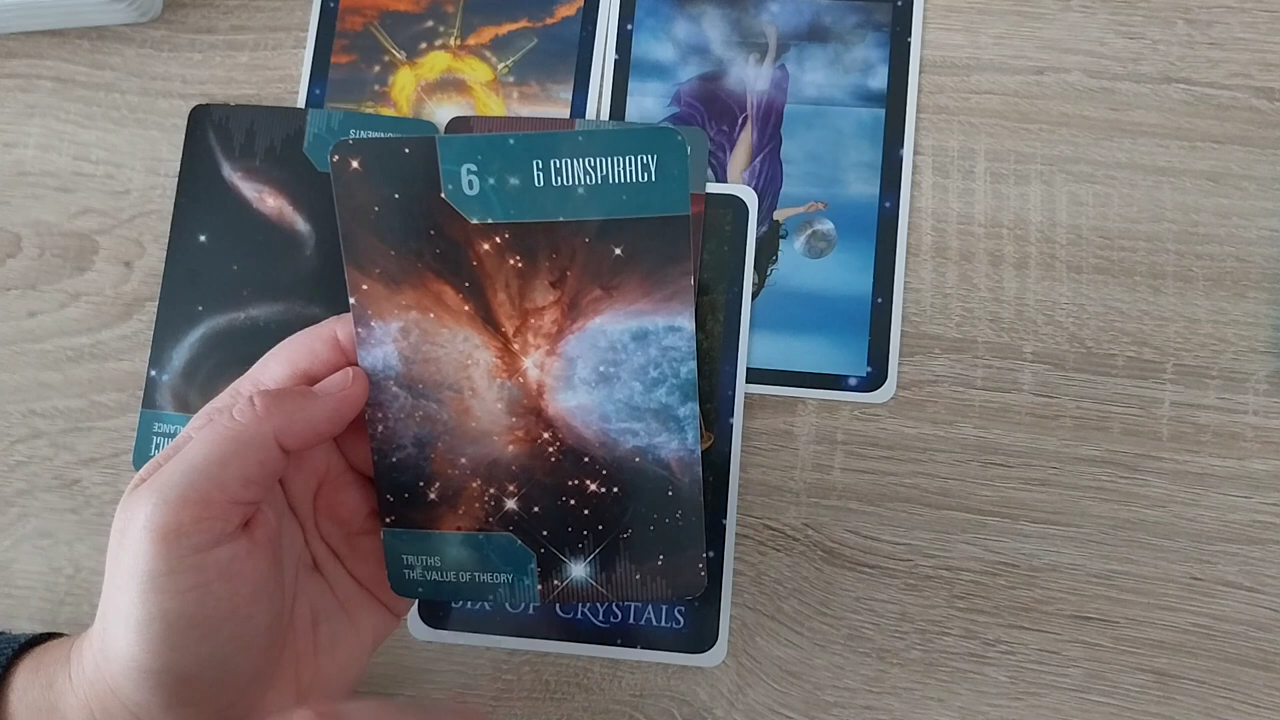 6
6 CONSPIRACY
TRUTHS
THE VALUE OF THEORY
SIX OF CRYSTALS